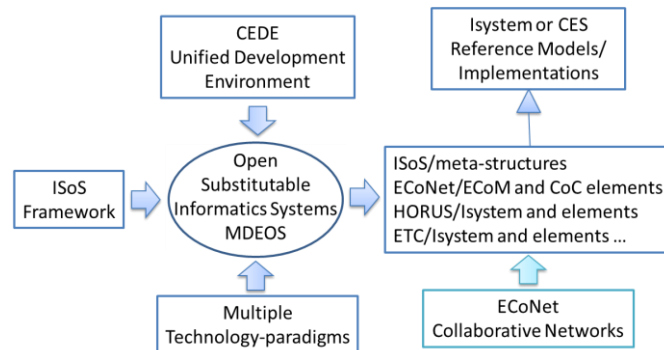 CEDE
Unified Development
Environment
Isystem or CES
Reference Models/
Implementations
ISoS
Framework
Open
Substitutable
Informatics Systems
MDEOS
ISoS/meta-structures
ECoNet/ECoM and CoC elements
HORUS/Isystem and elements
ETC/Isystem and elements ...
Multiple
Technology-paradigms
ECoNet
Collaborative Networks